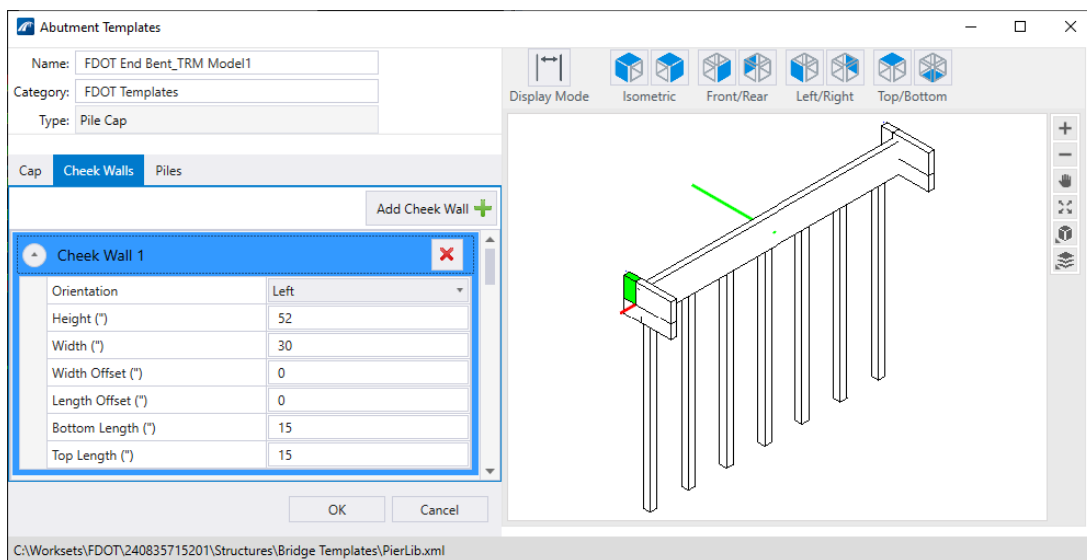 Abutment Templates
Name: FDOT End Bent_TRM Model1
Category: FDOT Templates
Type: Pile Cap
Display Mode Isometric Front/Rear Left/Right Top/Bottom
Cap Cheek Walls Piles
Add Cheek Wall
Cheek Wall 1
Orientation Left
Height (") 52
Width (") 30
Width Offset (") 0
Length Offset (") 0
Bottom Length (") 15
Top Length (") 15
OK Cancel
C:\Worksets\FDOT\240835715201\Structures\Bridge Templates\PierLib.xml